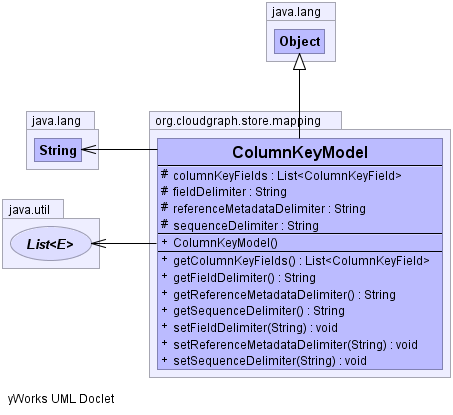 java.lang
Object
java.lang
String
java.util
List<E>
org.cloudgraph.store.mapping
ColumnKeyModel
# columnKeyFields : List<ColumnKeyField>
# fieldDelimiter : String
# referenceMetadataDelimiter : String
# sequenceDelimiter : String
+ ColumnKeyModel()
+ getColumnKeyFields() : List<ColumnKeyField>
+ getFieldDelimiter() : String
+ getReferenceMetadataDelimiter() : String
+ getSequenceDelimiter() : String
+ setFieldDelimiter(String) : void
+ setReferenceMetadataDelimiter(String) : void
+ setSequenceDelimiter(String) : void
yWorks UML Doclet